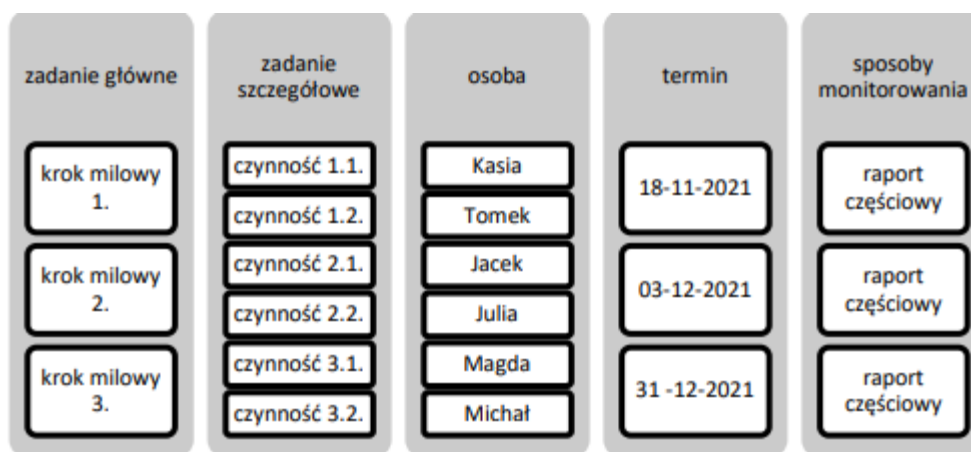 zadanie główne
zadanie
szczegółowe
osoba
termin
sposoby
monitorowania
krok milowy
1.
czynność 1.1.
czynność 1.2.
Kasia
Tomek
18-11-2021
raport
częściowy
krok milowy
2.
czynność 2.1.
czynność 2.2.
Jacek
Julia
03-12-2021
raport
częściowy
krok milowy
3.
czynność 3.1.
czynność 3.2.
Magda
Michał
31 -12-2021
raport
częściowy